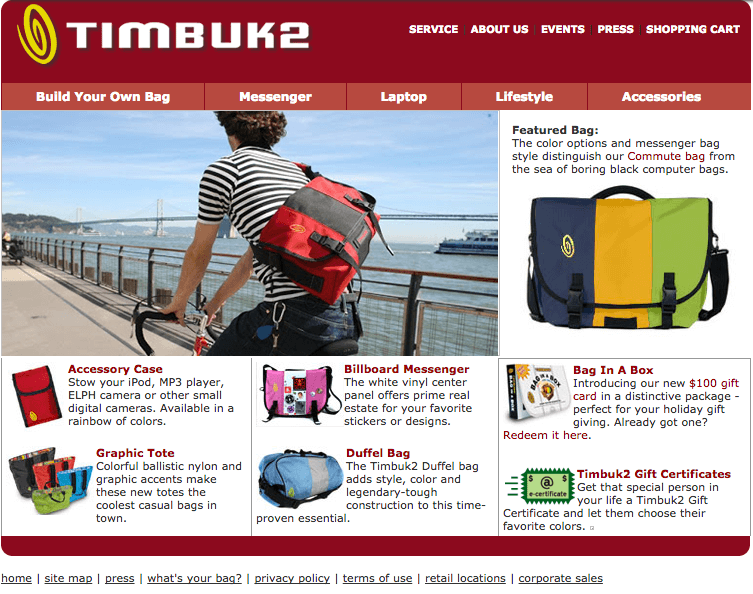 TIMBUK2
SERVICE | ABOUT US | EVENTS | PRESS | SHOPPING CART
Build Your Own Bag
Messenger
Laptop
Lifestyle
Accessories
Featured Bag:
The color options and messenger bag
style distinguish our Commute bag from
the sea of boring black computer bags.
Accessory Case
Stow your iPod, MP3 player,
ELPH camera or other small
digital cameras. Available in a
rainbow of colors.
Billboard Messenger
The white vinyl center
panel offers prime real
estate for your favorite
stickers or designs.
BAG IN A BOX
Bag In A Box
Introducing our new $100 gift
card in a distinctive package -
perfect for your holiday gift
giving. Already got one?
Redeem it here.
Graphic Tote
Colorful ballistic nylon and
graphic accents make
these new totes the
coolest casual bags in
town.
Duffel Bag
The Timbuk2 Duffel bag
adds style, color and
legendary-tough
construction to this time-
proven essential.
$ @ $
e-certificate
Timbuk2 Gift Certificates
Get that special person in
your life a Timbuk2 Gift
Certificate and let them choose their
favorite colors.
home | site map | press | what's your bag? | privacy policy | terms of use | retail locations | corporate sales